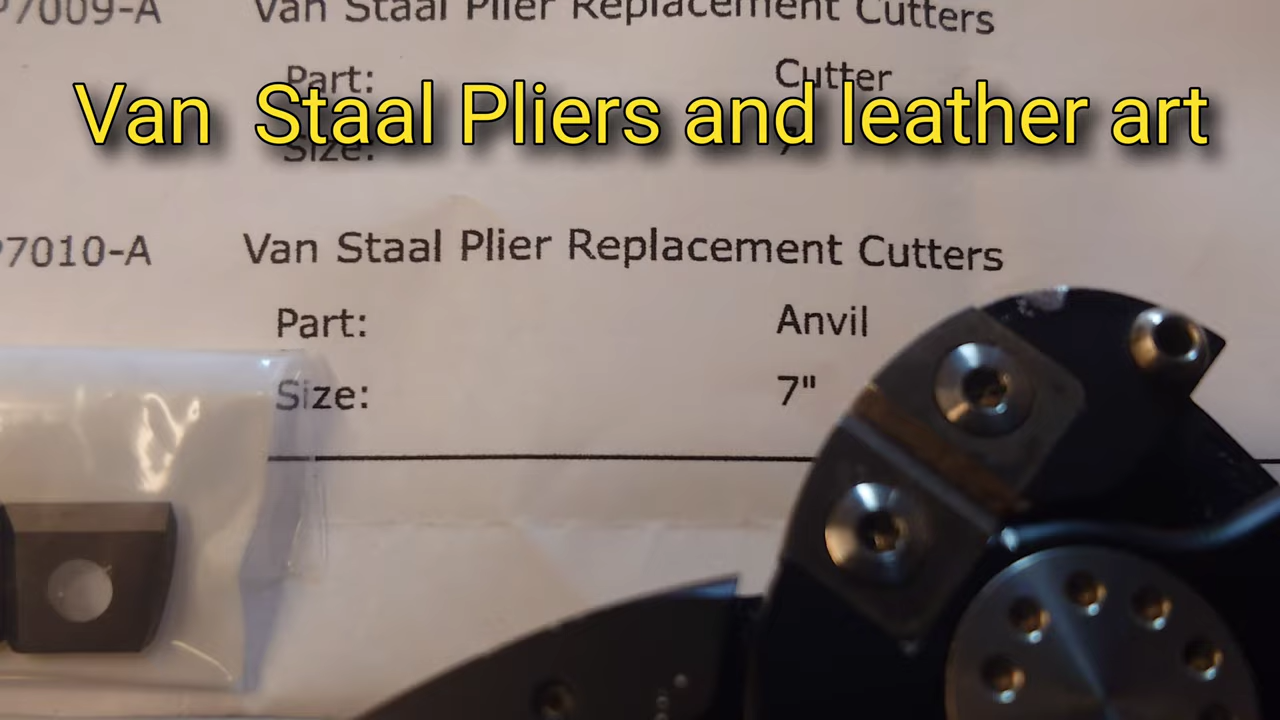 P7009-A Van Staal Plier Replacement Cutters
Part: Cutter
Van Staal Pliers and leather art
Size: 7
P7010-A Van Staal Plier Replacement Cutters
Part: Anvil
Size: 7"